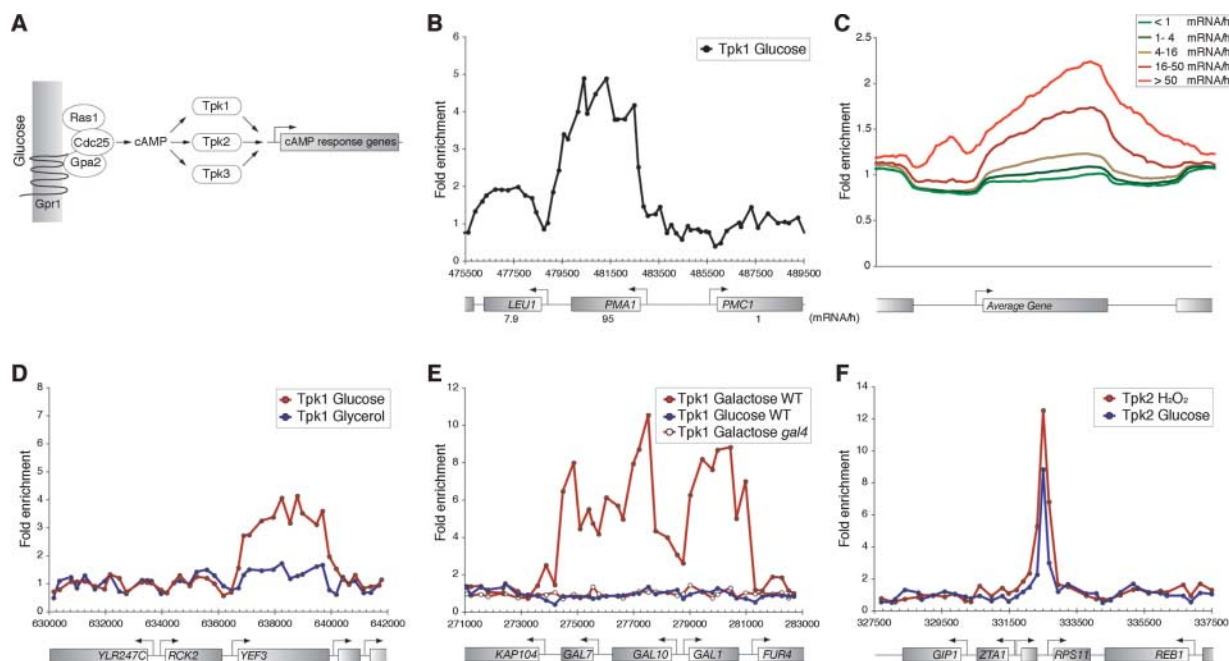 A
Glucose
Ras1
Cdc25
Gpa2
Gpr1
cAMP
Tpk1
Tpk2
Tpk3
cAMP response genes
B
Tpk1 Glucose
Fold enrichment
6
5
4
3
2
1
0
475500 477500 479500 481500 483500 485500 487500 489500
LEU1 PMA1 PMC1
7.9 95 1 (mRNA/h)
C
< 1 mRNA/h
1- 4 mRNA/h
4-16 mRNA/h
16-50 mRNA/h
> 50 mRNA/h
Fold enrichment
2.5
2
1.5
1
0.5
0
Average Gene
D
Tpk1 Glucose
Tpk1 Glycerol
Fold enrichment
8
7
6
5
4
3
2
1
0
630000 632000 634000 636000 638000 640000 642000
YLR247C RCK2 YEF3
E
Tpk1 Galactose WT
Tpk1 Glucose WT
Tpk1 Galactose gal4
Fold enrichment
12
10
8
6
4
2
0
271000 273000 275000 277000 279000 281000 283000
KAP104 GAL7 GAL10 GAL1 FUR4
F
Tpk2 H₂O₂
Tpk2 Glucose
Fold enrichment
14
12
10
8
6
4
2
0
327500 329500 331500 333500 335500 337500
GIP1 ZTA1 RPS11 REB1